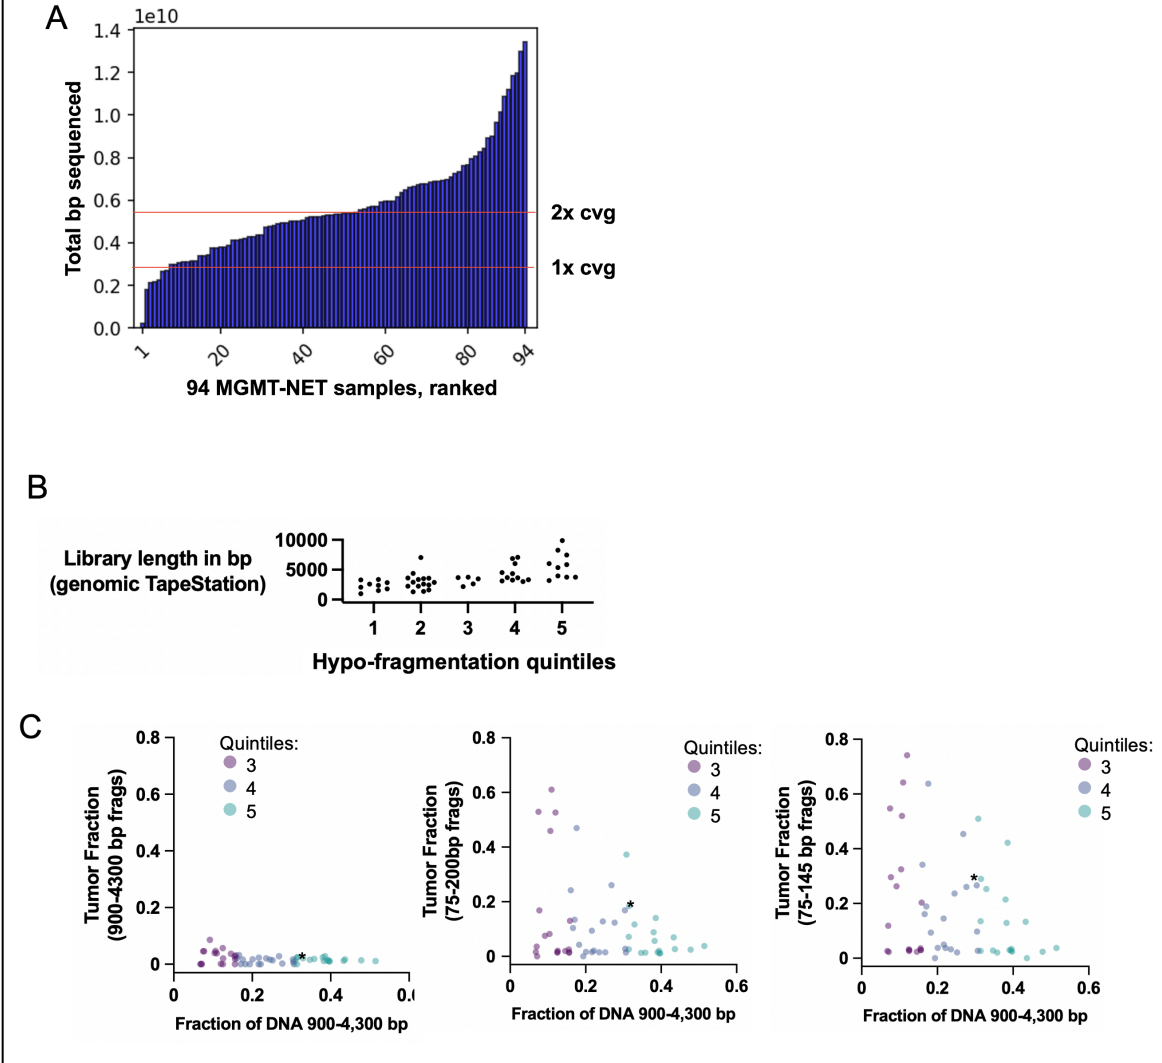 A
1e10
1.4
1.2
1.0
0.8
0.6
0.4
0.2
0.0
Total bp sequenced
2x cvg
1x cvg
1 20 40 60 80 94
94 MGMT-NET samples, ranked
B
Library length in bp
(genomic TapeStation)
10000
5000
0
1 2 3 4 5
Hypo-fragmentation quintiles
C
Tumor Fraction
(900-4300 bp frags)
0.8
0.6
0.4
0.2
0
Quintiles:
3
4
5
*
0 0.2 0.4 0.
Fraction of DNA 900-4,300 bp
Tumor Fraction
(75-200bp frags)
0.8
0.6
0.4
0.2
0
Quintiles:
3
4
5
*
0 0.2 0.4 0.6
Fraction of DNA 900-4,300 bp
Tumor Fraction
(75-145 bp frags)
0.8
0.6
0.4
0.2
0
Quintiles:
3
4
5
*
0 0.2 0.4 0.6
Fraction of DNA 900-4,300 bp